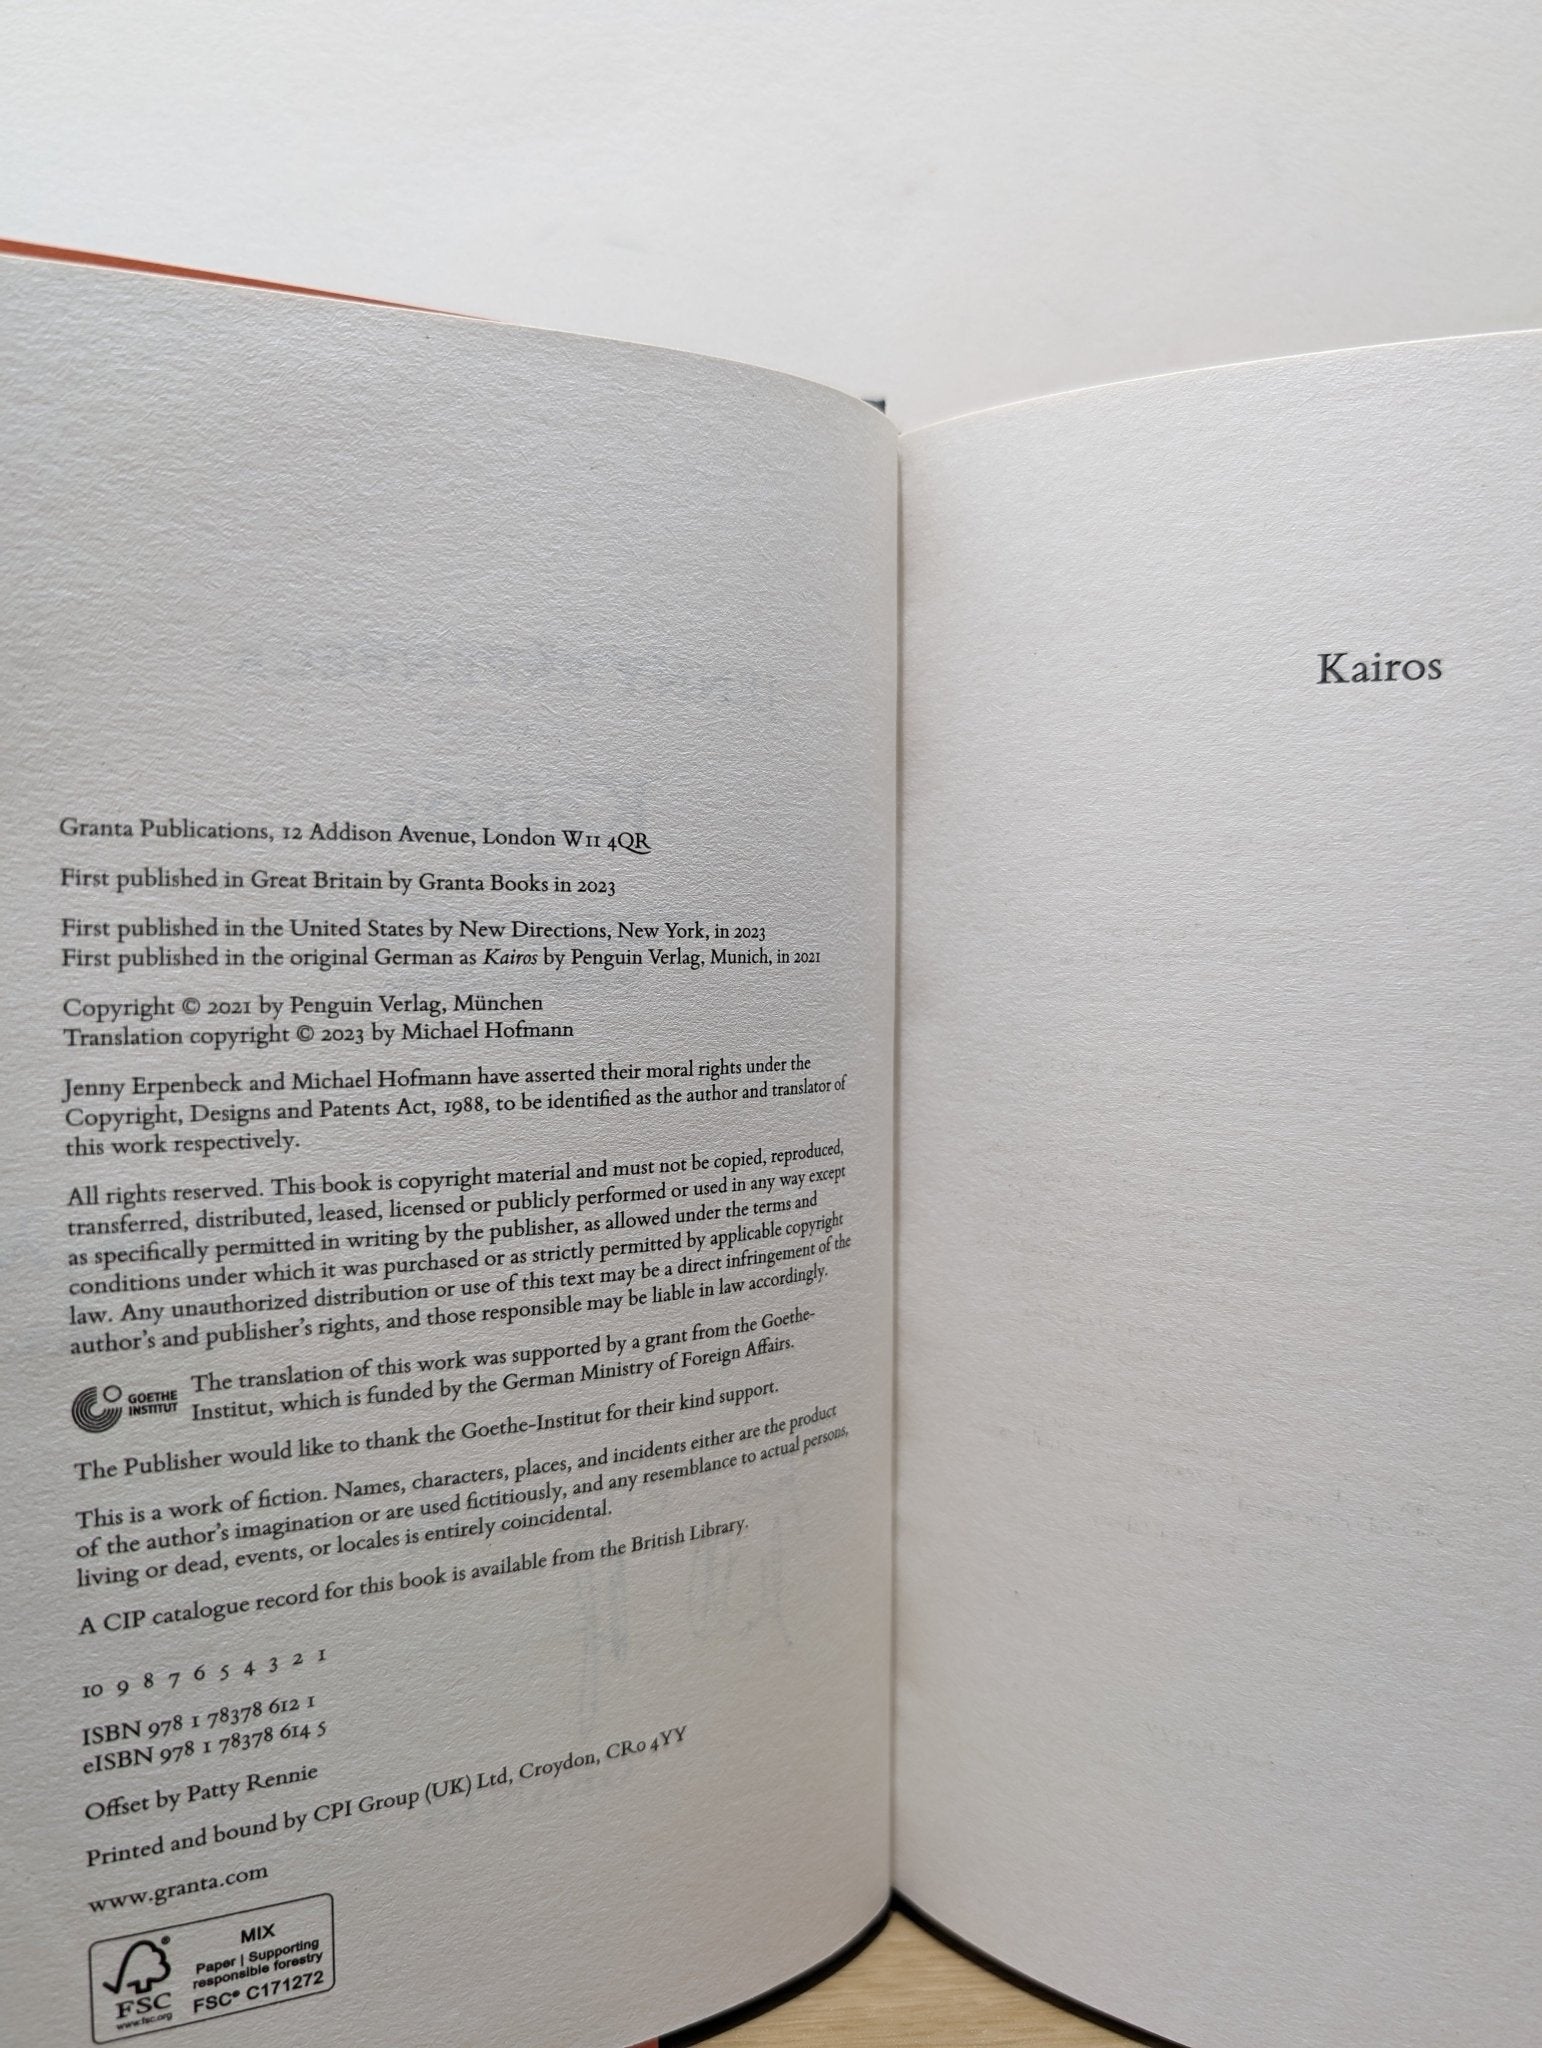 Granta Publications, 12 Addison Avenue, London W11 4QR
First published in Great Britain by Granta Books in 2023
First published in the United States by New Directions, New York, in 2023
First published in the original German as Kairos by Penguin Verlag, Munich, in 2021
Copyright © 2021 by Penguin Verlag, München
Translation copyright © 2023 by Michael Hofmann
Jenny Erpenbeck and Michael Hofmann have asserted their moral rights under the
Copyright, Designs and Patents Act, 1988, to be identified as the author and translator of
this work respectively.
All rights reserved. This book is copyright material and must not be copied, reproduced,
transferred, distributed, leased, licensed or publicly performed or used in any way except
as specifically permitted in writing by the publisher, as allowed under the terms and
conditions under which it was purchased or as strictly permitted by applicable copyright
law. Any unauthorized distribution or use of this text may be a direct infringement of the
author's and publisher's rights, and those responsible may be liable in law accordingly.
GOETHE
INSTITUT
The translation of this work was supported by a grant from the Goethe-
Institut, which is funded by the German Ministry of Foreign Affairs.
The Publisher would like to thank the Goethe-Institut for their kind support.
This is a work of fiction. Names, characters, places, and incidents either are the product
of the author's imagination or are used fictitiously, and any resemblance to actual persons,
living or dead, events, or locales is entirely coincidental.
A CIP catalogue record for this book is available from the British Library.
10 9 8 7 6 5 4 3 2 1
ISBN 978 1 78378 612 1
eISBN 978 1 78378 614 5
Offset by Patty Rennie
Printed and bound by CPI Group (UK) Ltd, Croydon, CR0 4YY
www.granta.com
FSC
www.fsc.org
MIX
Paper | Supporting
responsible forestry
FSC® C171272
Kairos